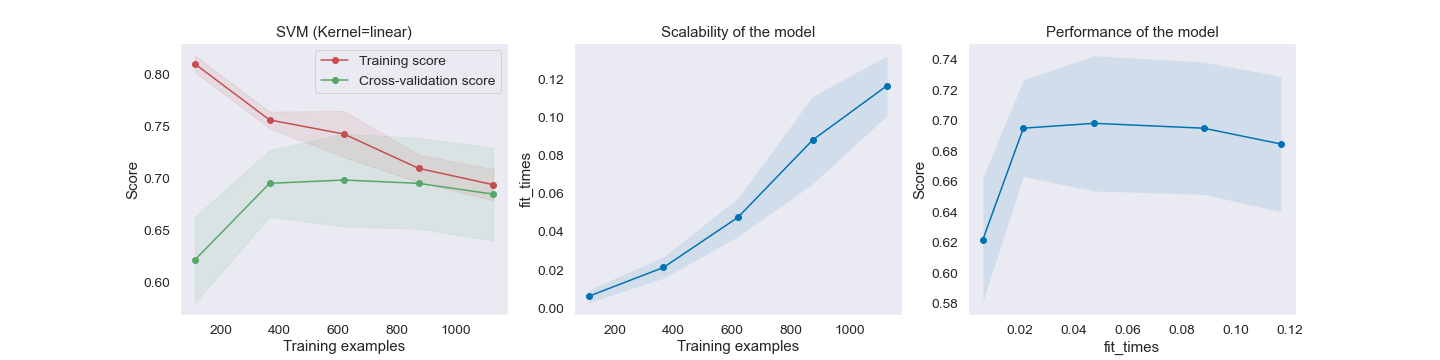 SVM (Kernel=linear)
Training score
Cross-validation score
Score
0.80
0.75
0.70
0.65
0.60
200 400 600 800 1000
Training examples
Scalability of the model
fit_times
0.12
0.10
0.08
0.06
0.04
0.02
0.00
200 400 600 800 1000
Training examples
Performance of the model
Score
0.74
0.72
0.70
0.68
0.66
0.64
0.62
0.60
0.58
0.02 0.04 0.06 0.08 0.10 0.12
fit_times